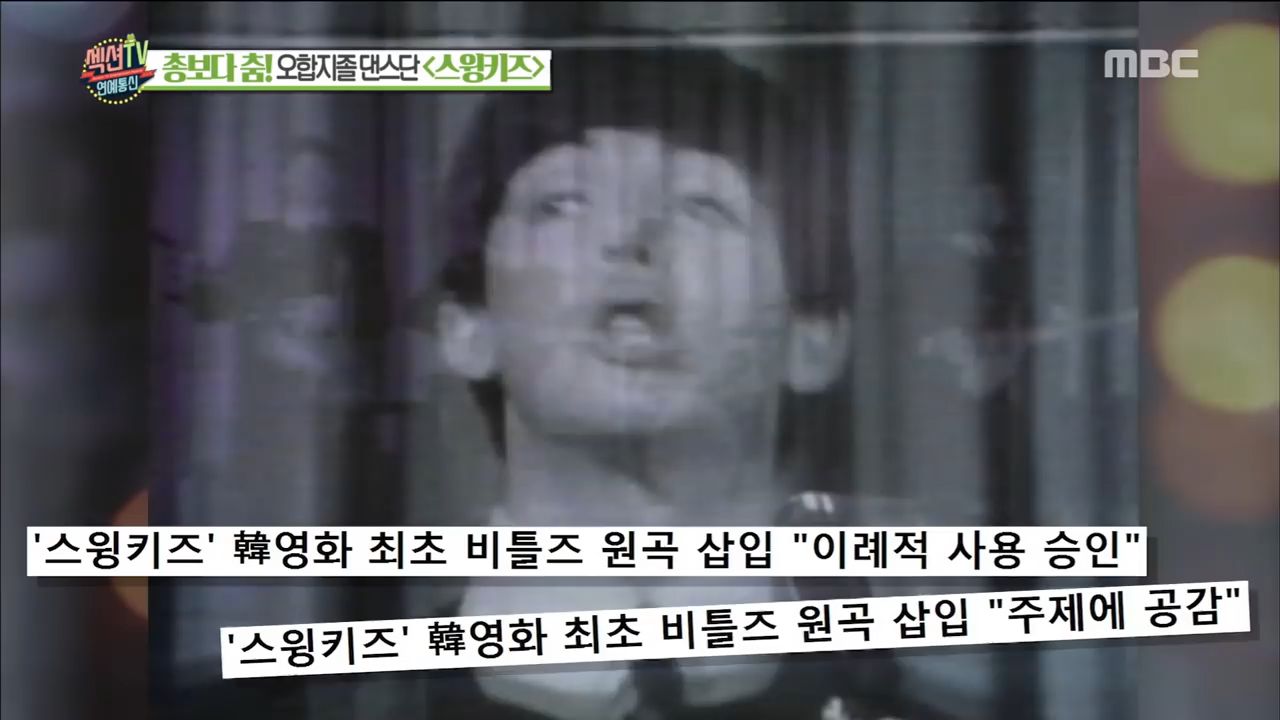 섹션TV
연예통신
총보다 춤! 오합지졸 댄스단 <스윙키즈>
MBC
'스윙키즈' 韓영화 최초 비틀즈 원곡 삽입 "이례적 사용 승인"
'스윙키즈' 韓영화 최초 비틀즈 원곡 삽입 "주제에 공감"